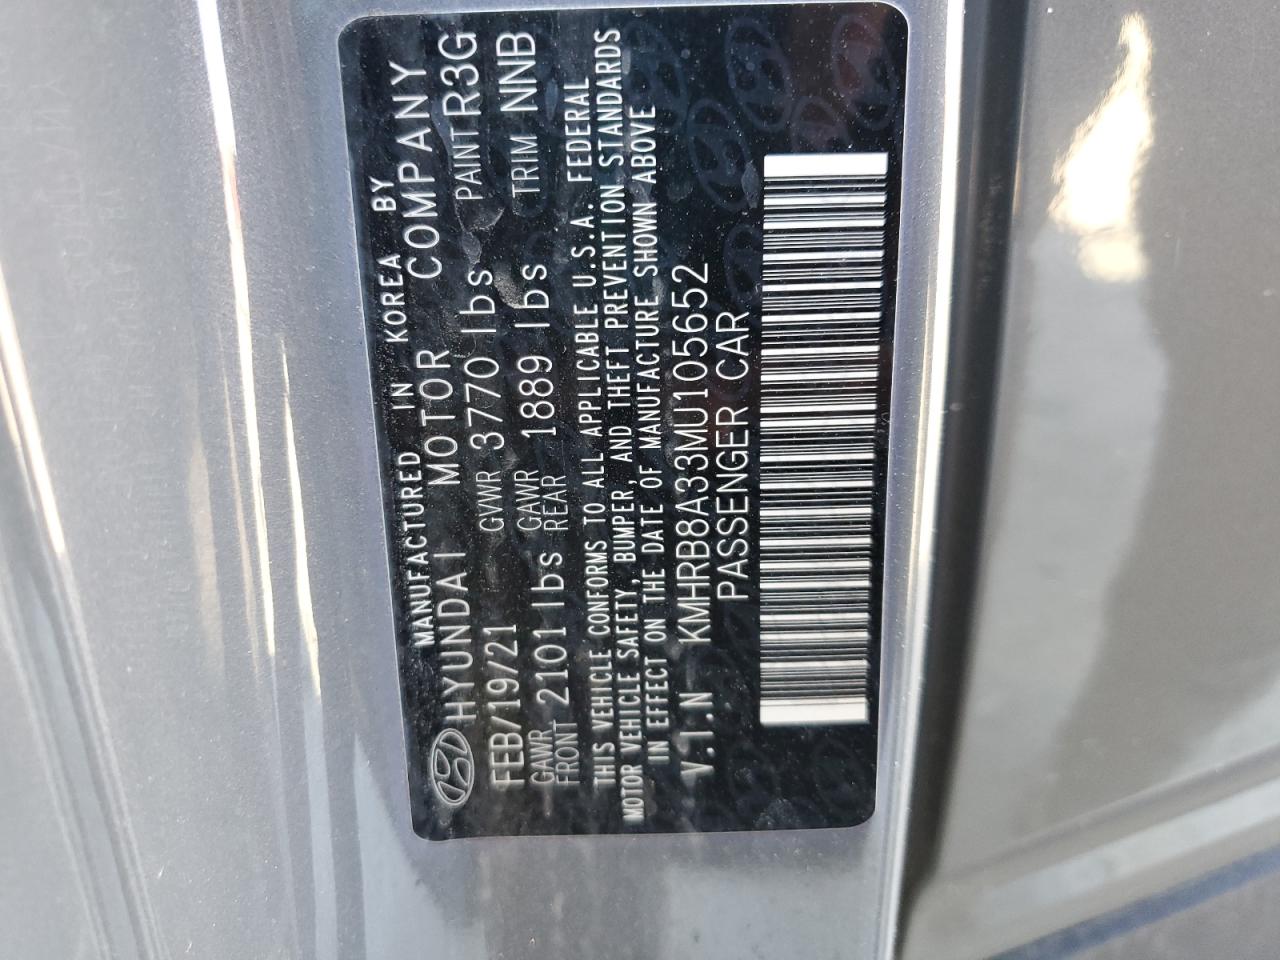 MANUFACTURED IN KOREA BY
HYUNDAI MOTOR COMPANY
FEB/19/21 GVWR 3770 lbs PAINT R3G
GAWR FRONT 2101 lbs GAWR REAR 1889 lbs TRIM NNB
THIS VEHICLE CONFORMS TO ALL APPLICABLE U.S.A. FEDERAL
MOTOR VEHICLE SAFETY, BUMPER, AND THEFT PREVENTION STANDARDS
IN EFFECT ON THE DATE OF MANUFACTURE SHOWN ABOVE
V.I.N KMHRB8A33MU105652
PASSENGER CAR